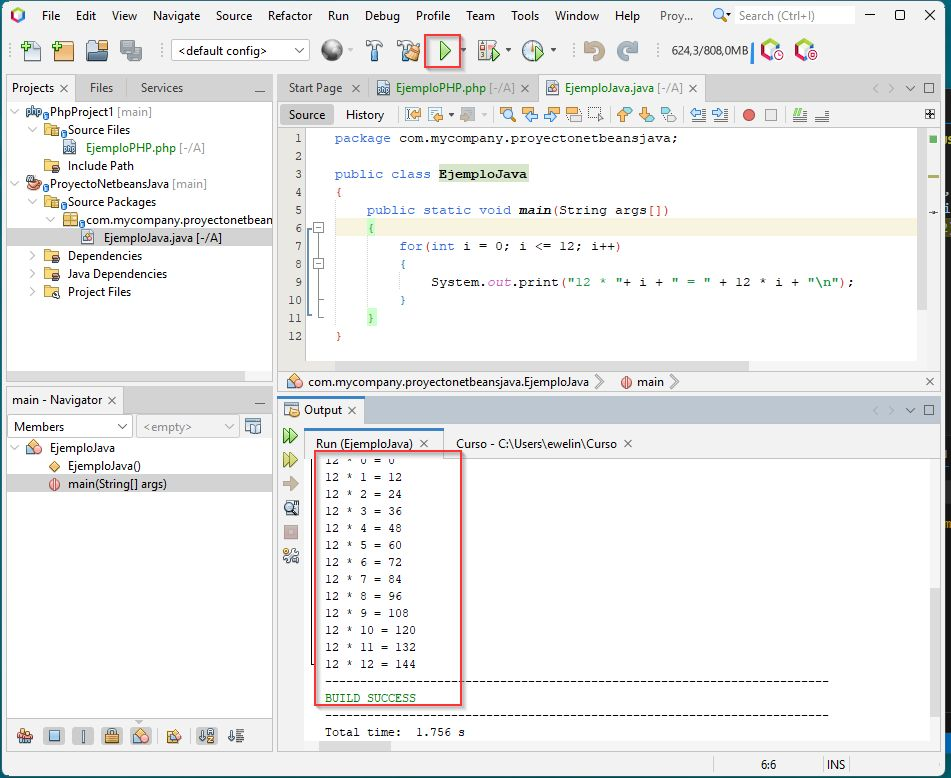 File Edit View Navigate Source Refactor Run Debug Profile Team Tools Window Help Proy... Search (Ctrl+I)
<default config> 624,3/808,0MB
Projects Files Services
PhpProject1 [main]
Source Files
EjemploPHP.php [-/A]
Include Path
ProyectoNetbeansJava [main]
Source Packages
com.mycompany.proyectonetbean
EjemploJava.java [-/A]
Dependencies
Java Dependencies
Project Files
main - Navigator
Members <empty>
EjemploJava
EjemploJava()
main(String[] args)
Start Page EjemploPHP.php [-/A] EjemploJava.java [-/A]
Source History
1 package com.mycompany.proyectonetbeansjava;
2
3 public class EjemploJava
4 {
5 public static void main(String args[])
6 {
7 for(int i = 0; i <= 12; i++)
8 {
9 System.out.print("12 * "+ i + " = " + 12 * i + "\n");
10 }
11 }
12 }
com.mycompany.proyectonetbeansjava.EjemploJava main
Output
Run (EjemploJava) Curso - C:\Users\ewelin\Curso
12 * 0 = 0
12 * 1 = 12
12 * 2 = 24
12 * 3 = 36
12 * 4 = 48
12 * 5 = 60
12 * 6 = 72
12 * 7 = 84
12 * 8 = 96
12 * 9 = 108
12 * 10 = 120
12 * 11 = 132
12 * 12 = 144
------------------------------------------------------------------------
BUILD SUCCESS
------------------------------------------------------------------------
Total time: 1.756 s
6:6 INS